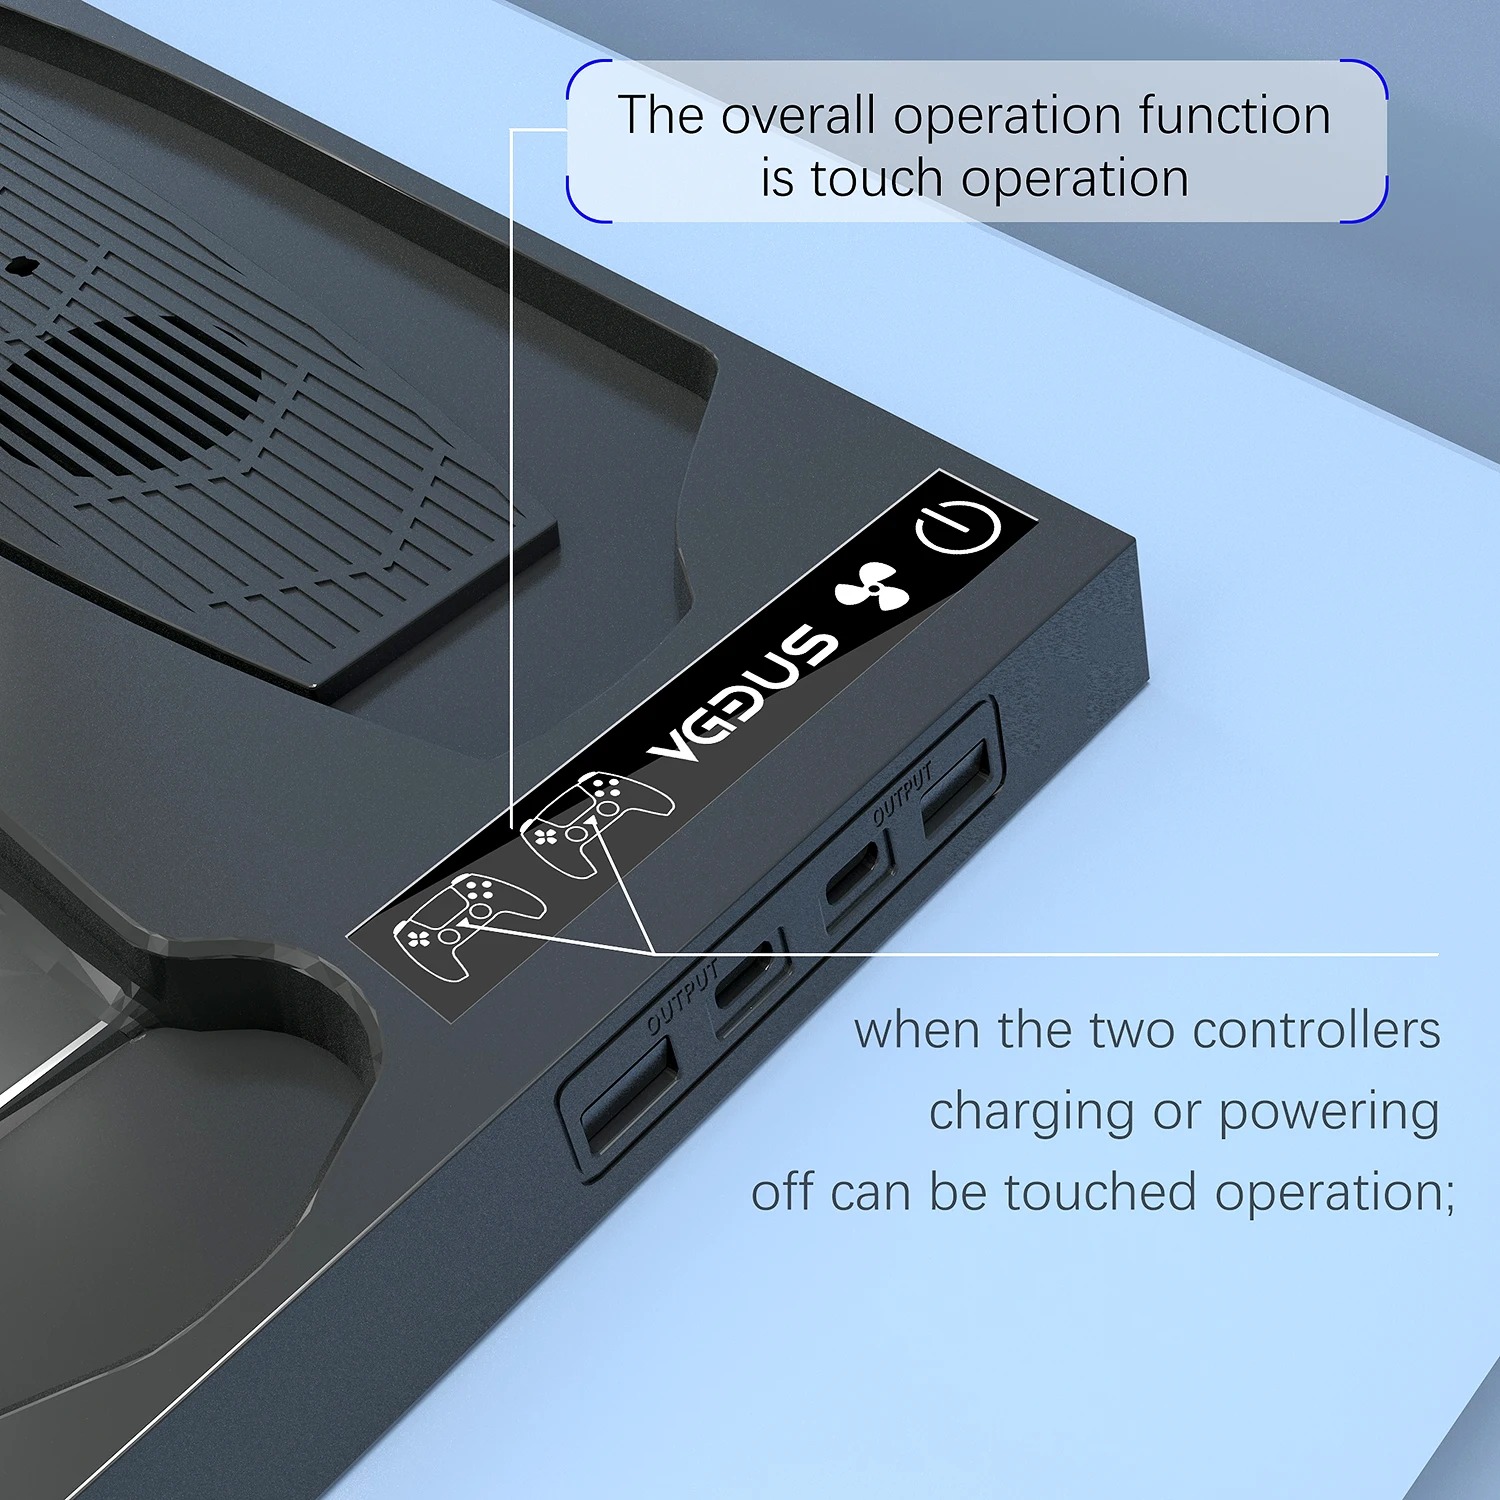 The overall operation function
is touch operation
VGDUS
OUTPUT
OUTPUT
when the two controllers
charging or powering
off can be touched operation;